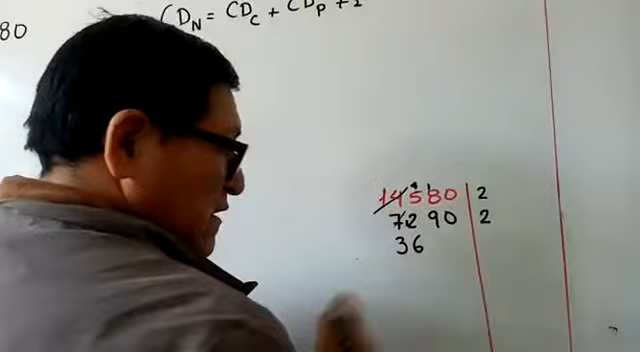 80
CD_N = CD_C + CD_P + 1
14580 | 2
7290 | 2
36